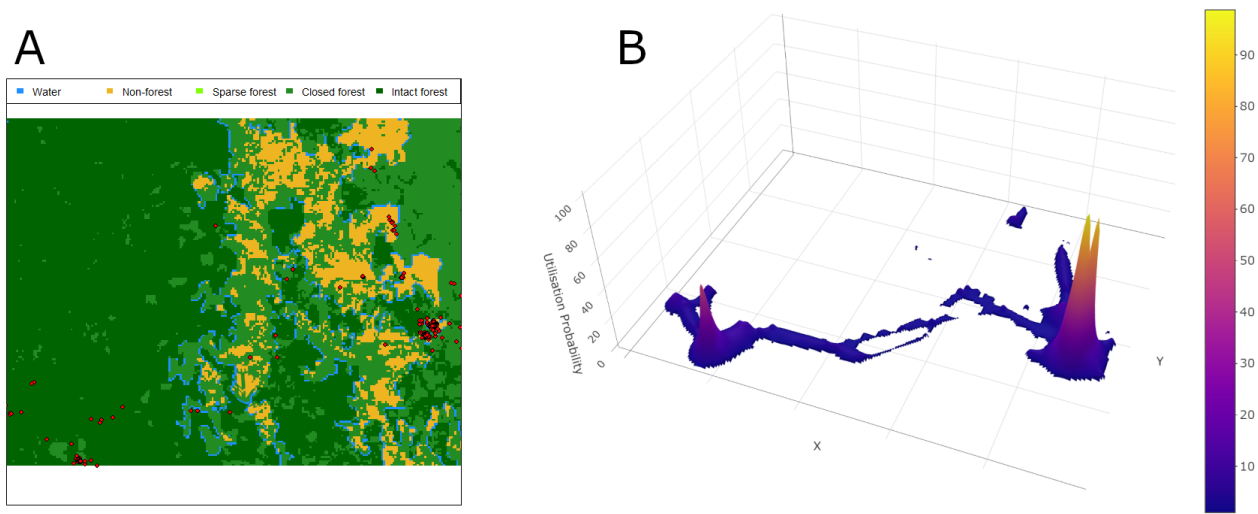 A
Water Non-forest Sparse forest Closed forest Intact forest
B
100
80
60
40
20
0
Utilisation Probability
X
Y
90
80
70
60
50
40
30
20
10